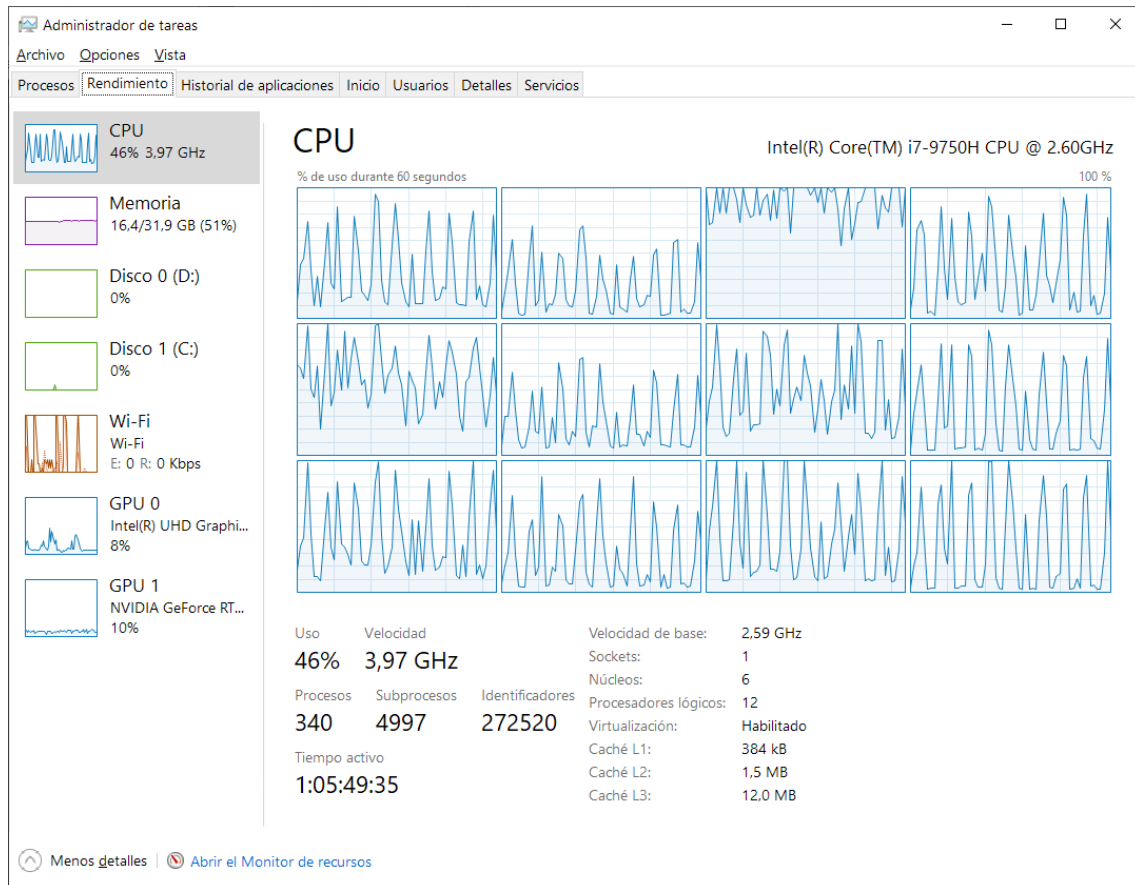 Administrador de tareas
Archivo Opciones Vista
Procesos Rendimiento Historial de aplicaciones Inicio Usuarios Detalles Servicios
CPU
46% 3,97 GHz
Memoria
16,4/31,9 GB (51%)
Disco 0 (D:)
0%
Disco 1 (C:)
0%
Wi-Fi
Wi-Fi
E: 0 R: 0 Kbps
GPU 0
Intel(R) UHD Graphi...
8%
GPU 1
NVIDIA GeForce RT...
10%
CPU
Intel(R) Core(TM) i7-9750H CPU @ 2.60GHz
% de uso durante 60 segundos
100 %
Uso Velocidad
46% 3,97 GHz
Procesos Subprocesos Identificadores
340 4997 272520
Tiempo activo
1:05:49:35
Velocidad de base: 2,59 GHz
Sockets: 1
Núcleos: 6
Procesadores lógicos: 12
Virtualización: Habilitado
Caché L1: 384 kB
Caché L2: 1,5 MB
Caché L3: 12,0 MB
Menos detalles
Abrir el Monitor de recursos